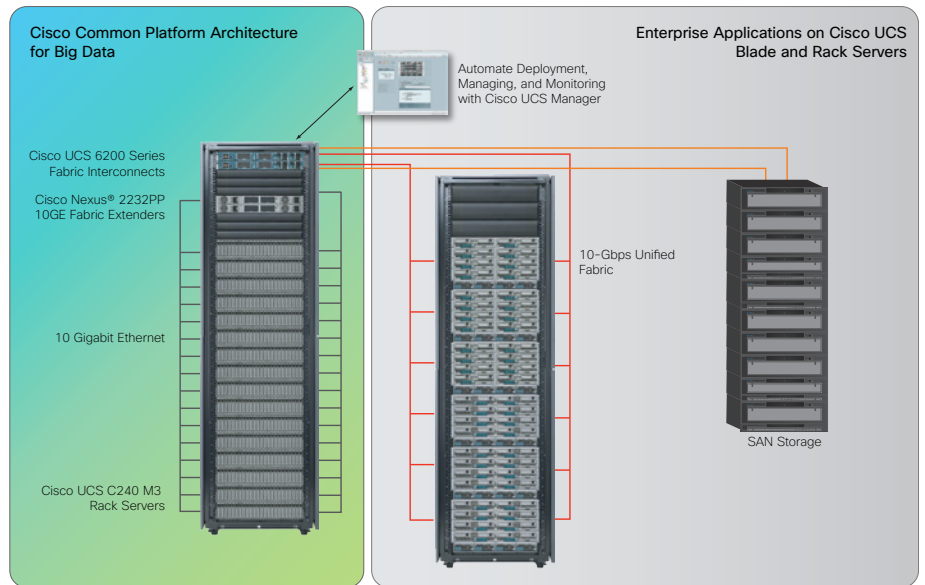 Cisco Common Platform Architecture
for Big Data
Enterprise Applications on Cisco UCS
Blade and Rack Servers
Automate Deployment,
Managing, and Monitoring
with Cisco UCS Manager
Cisco UCS 6200 Series
Fabric Interconnects
Cisco Nexus® 2232PP
10GE Fabric Extenders
10-Gbps Unified
Fabric
10 Gigabit Ethernet
SAN Storage
Cisco UCS C240 M3
Rack Servers